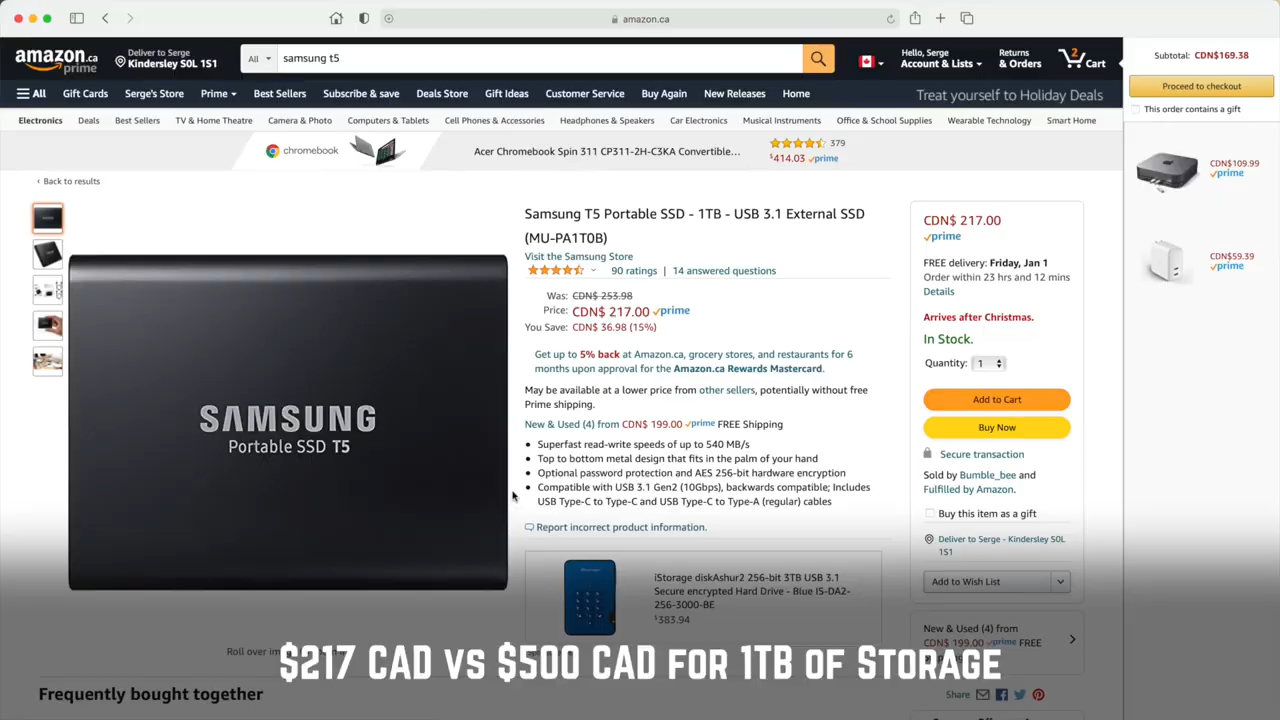 amazon.ca
amazon.ca
prime
Deliver to Serge
Kindersley S0L 1S1
All
samsung t5
Hello, Serge
Account & Lists
Returns
& Orders
2
Cart
All
Gift Cards
Serge's Store
Prime
Best Sellers
Subscribe & save
Deals Store
Gift Ideas
Customer Service
Buy Again
New Releases
Home
Treat yourself to Holiday Deals
Electronics
Deals
Best Sellers
TV & Home Theatre
Camera & Photo
Computers & Tablets
Cell Phones & Accessories
Headphones & Speakers
Car Electronics
Musical Instruments
Office & School Supplies
Wearable Technology
Smart Home
chromebook
Acer Chromebook Spin 311 CP311-2H-C3KA Convertible...
379
$414.03 prime
‹ Back to results
SAMSUNG
Portable SSD T5
Samsung T5 Portable SSD - 1TB - USB 3.1 External SSD
(MU-PA1T0B)
Visit the Samsung Store
90 ratings | 14 answered questions
Was: CDN$ 253.98
Price: CDN$ 217.00 prime
You Save: CDN$ 36.98 (15%)
Get up to 5% back at Amazon.ca, grocery stores, and restaurants for 6
months upon approval for the Amazon.ca Rewards Mastercard.
May be available at a lower price from other sellers, potentially without free
Prime shipping.
New & Used (4) from CDN$ 199.00 prime FREE Shipping
• Superfast read-write speeds of up to 540 MB/s
• Top to bottom metal design that fits in the palm of your hand
• Optional password protection and AES 256-bit hardware encryption
• Compatible with USB 3.1 Gen2 (10Gbps), backwards compatible; Includes
USB Type-C to Type-C and USB Type-C to Type-A (regular) cables
Report incorrect product information.
iStorage diskAshur2 256-bit 3TB USB 3.1
Secure encrypted Hard Drive - Blue IS-DA2-
256-3000-BE
$383.94
CDN$ 217.00
prime
FREE delivery: Friday, Jan 1
Order within 23 hrs and 12 mins
Details
Arrives after Christmas.
In Stock.
Quantity: 1
Add to Cart
Buy Now
Secure transaction
Sold by Bumble_bee and
Fulfilled by Amazon.
Buy this item as a gift
Deliver to Serge - Kindersley S0L
1S1
Add to Wish List
New & Used (4) from
CDN$ 199.00 prime FREE
Share
Subtotal: CDN$169.38
Proceed to checkout
This order contains a gift
CDN$109.99
prime
CDN$59.39
prime
Roll over
$217 CAD vs $500 CAD for 1TB of Storage
Frequently bought together